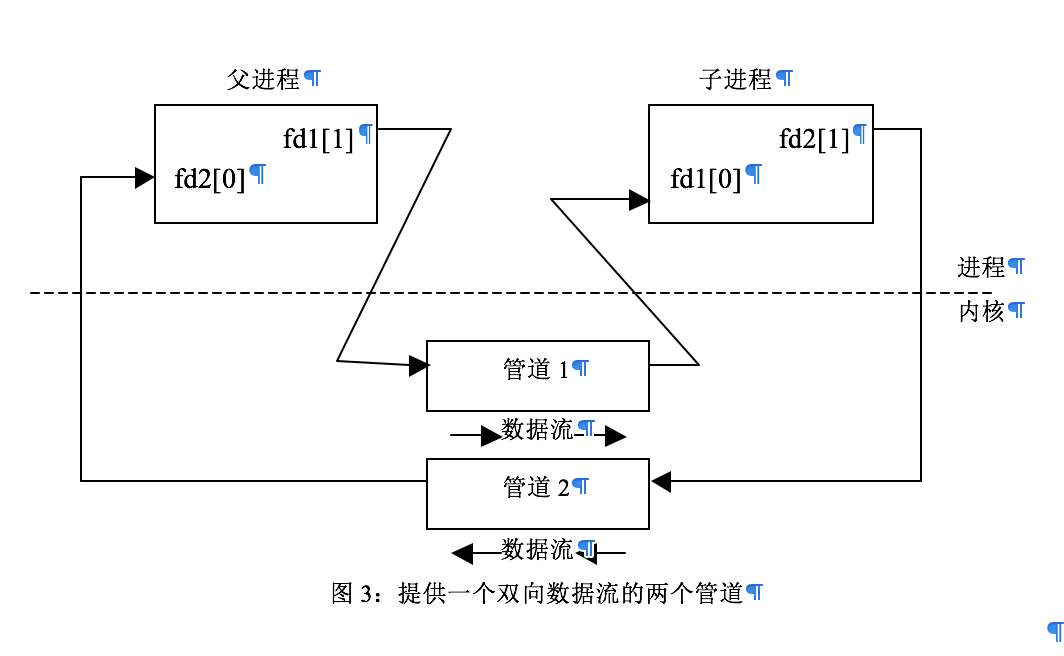 父进程
子进程
fd1[1]
fd2[0]
fd2[1]
fd1[0]
进程
内核
管道 1
数据流
管道 2
数据流
图 3：提供一个双向数据流的两个管道